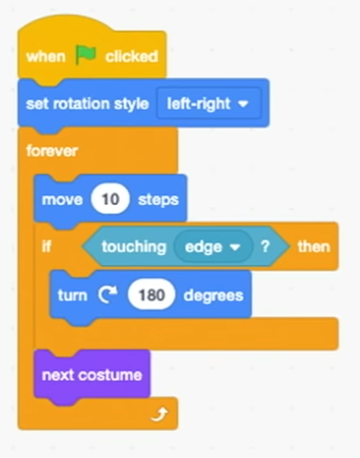 when clicked
set rotation style left-right
forever
move 10 steps
if touching edge ? then
turn 180 degrees
next costume